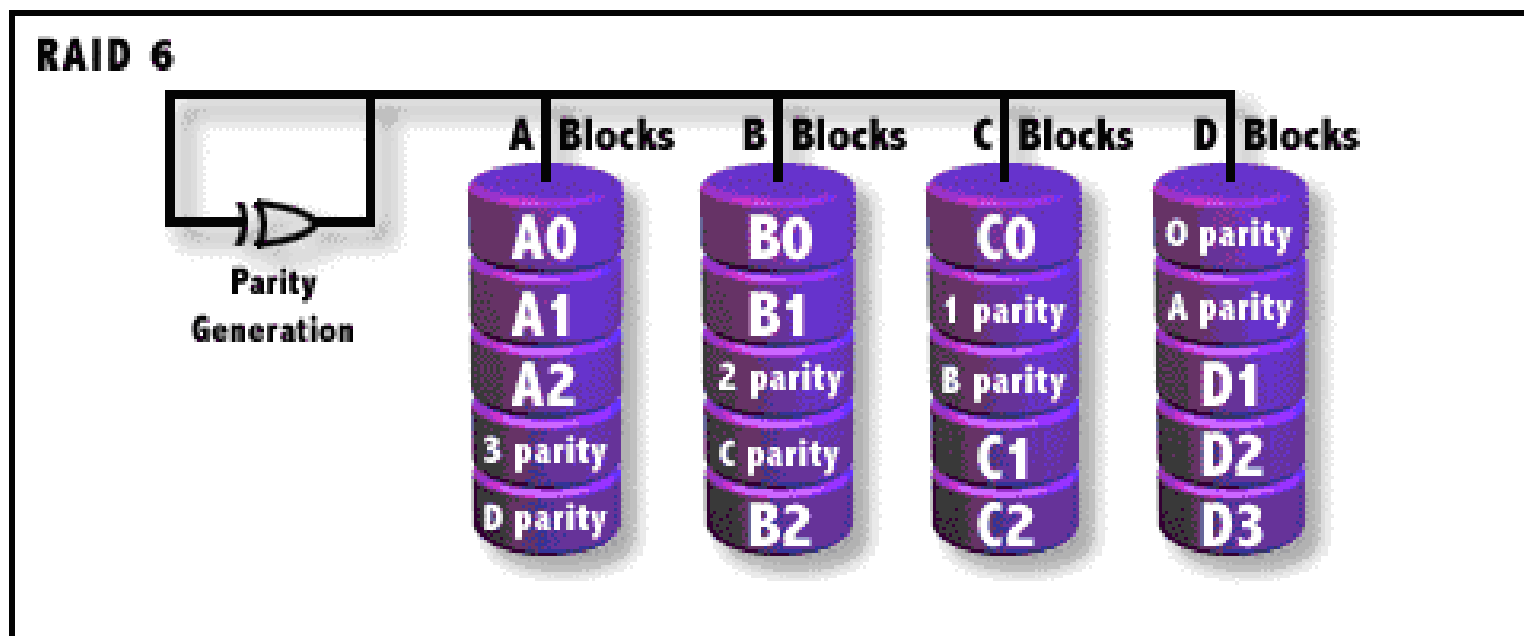 RAID 6
A Blocks B Blocks C Blocks D Blocks
A0 B0 C0 0 parity
Parity
Generation
A1 B1 1 parity A parity
A2 2 parity B parity D1
3 parity C parity C1 D2
D parity B2 C2 D3